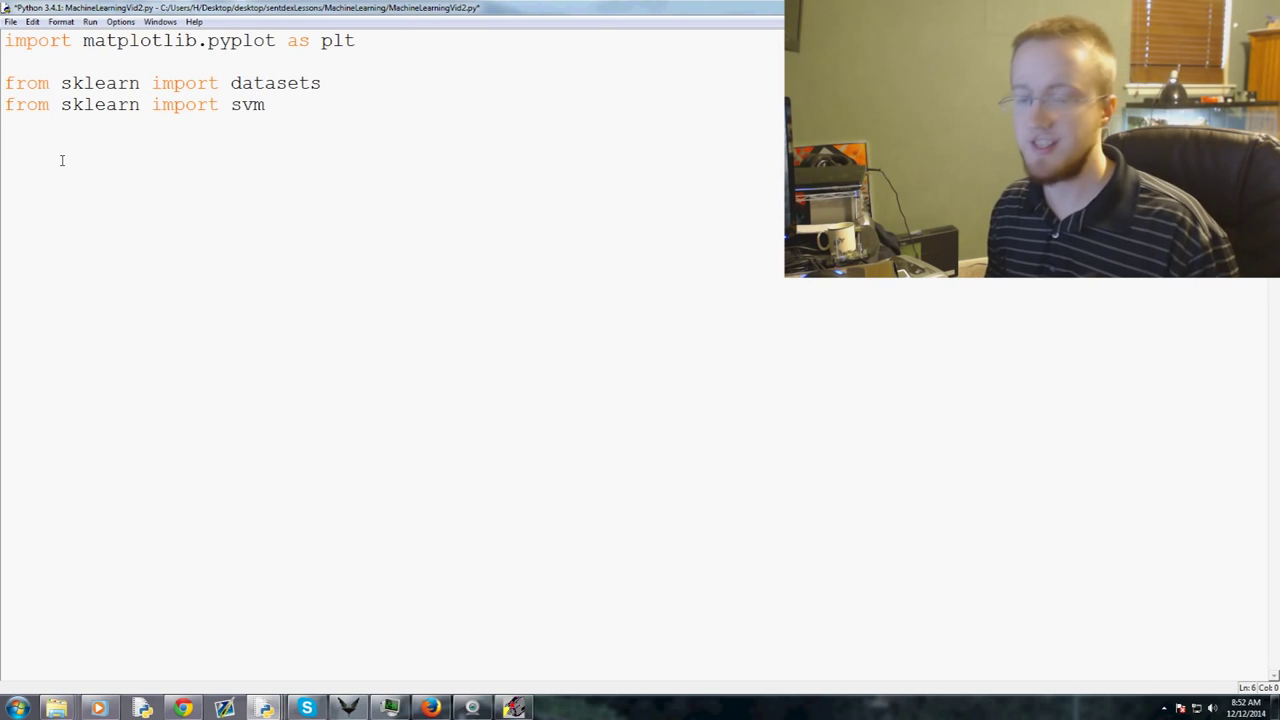 *Python 3.4.1: MachineLearningVid2.py - C:/Users/H/Desktop/desktop/sentdexLessons/MachineLearning/MachineLearningVid2.py*
File Edit Format Run Options Windows Help
import matplotlib.pyplot as plt
from sklearn import datasets
from sklearn import svm
Ln: 6 Col: 0
8:52 AM
12/12/2014